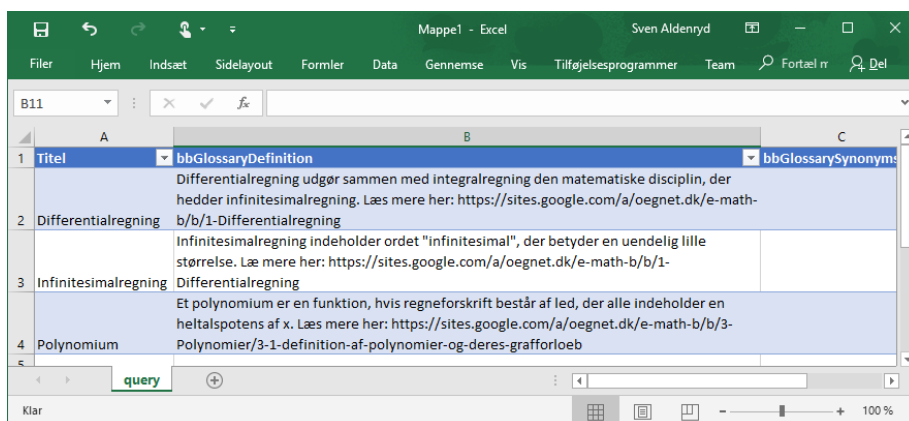 Mappe1 - Excel
Sven Aldenryd
Filer Hjem Indsæt Sidelayout Formler Data Gennemse Vis Tilføjelsesprogrammer Team Fortæl m Del
B11 fx
A B C
1 Titel bbGlossaryDefinition bbGlossarySynonyms
Differentialregning udgør sammen med integralregning den matematiske disciplin, der
hedder infinitesimalregning. Læs mere her: https://sites.google.com/a/oegnet.dk/e-math-
2 Differentialregning b/b/1-Differentialregning
Infinitesimalregning indeholder ordet "infinitesimal", der betyder en uendelig lille
størrelse. Læ mere her: https://sites.google.com/a/oegnet.dk/e-math-b/b/1-
3 Infinitesimalregning Differentialregning
Et polynomium er en funktion, hvis regneforskrift består af led, der alle indeholder en
heltalspotens af x. Læs mere her: https://sites.google.com/a/oegnet.dk/e-math-b/b/3-
4 Polynomium Polynomier/3-1-definition-af-polynomier-og-deres-grafforloeb
5
query
Klar 100 %